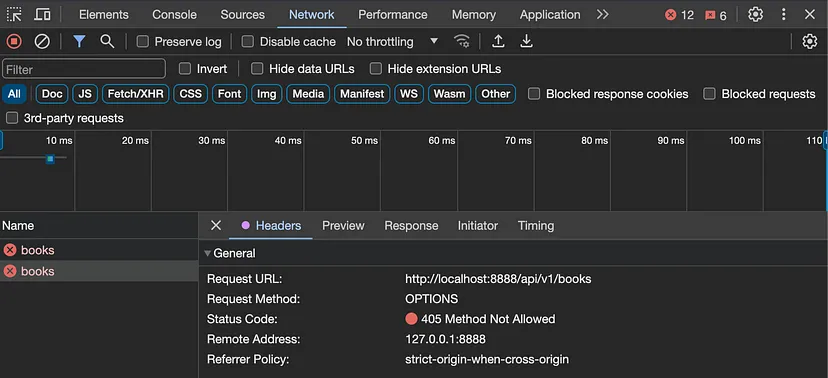 Elements Console Sources Network Performance Memory Application 12 6
Preserve log Disable cache No throttling
Filter Invert Hide data URLs Hide extension URLs
All Doc JS Fetch/XHR CSS Font Img Media Manifest WS Wasm Other Blocked response cookies Blocked requests
3rd-party requests
10 ms 20 ms 30 ms 40 ms 50 ms 60 ms 70 ms 80 ms 90 ms 100 ms 110
Name Headers Preview Response Initiator Timing
books
books
General
Request URL: http://localhost:8888/api/v1/books
Request Method: OPTIONS
Status Code: 405 Method Not Allowed
Remote Address: 127.0.0.1:8888
Referrer Policy: strict-origin-when-cross-origin